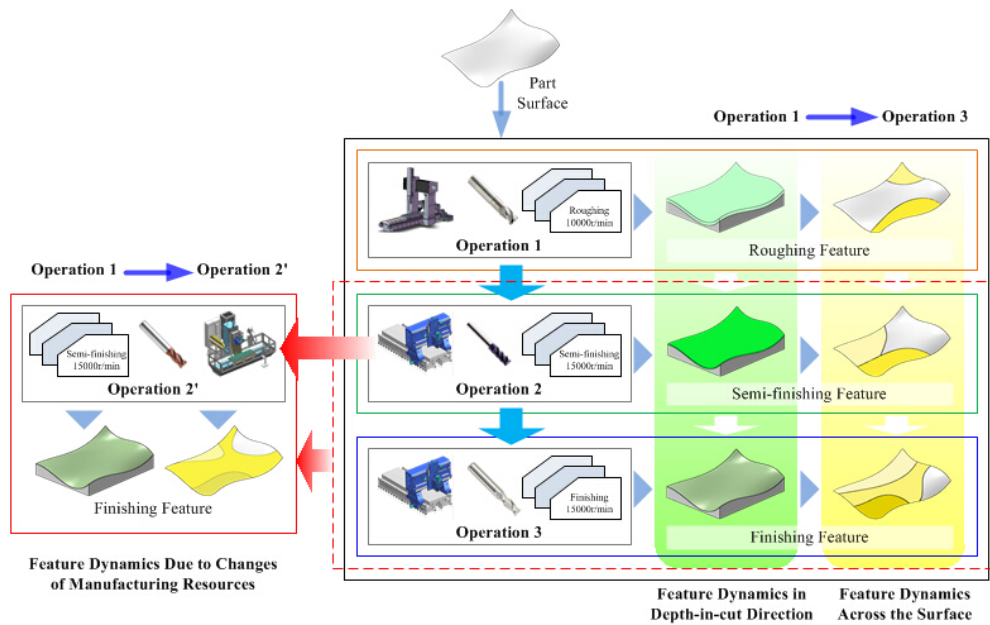 Part
Surface
Operation 1
Operation 3
Roughing
10000r/min
Operation 1
Roughing Feature
Operation 1
Operation 2'
Semi-finishing
15000r/min
Operation 2'
Finishing Feature
Feature Dynamics Due to Changes
of Manufacturing Resources
Semi-finishing
15000r/min
Operation 2
Semi-finishing Feature
Finishing
15000r/min
Operation 3
Finishing Feature
Feature Dynamics in
Depth-in-cut Direction
Feature Dynamics
Across the Surface